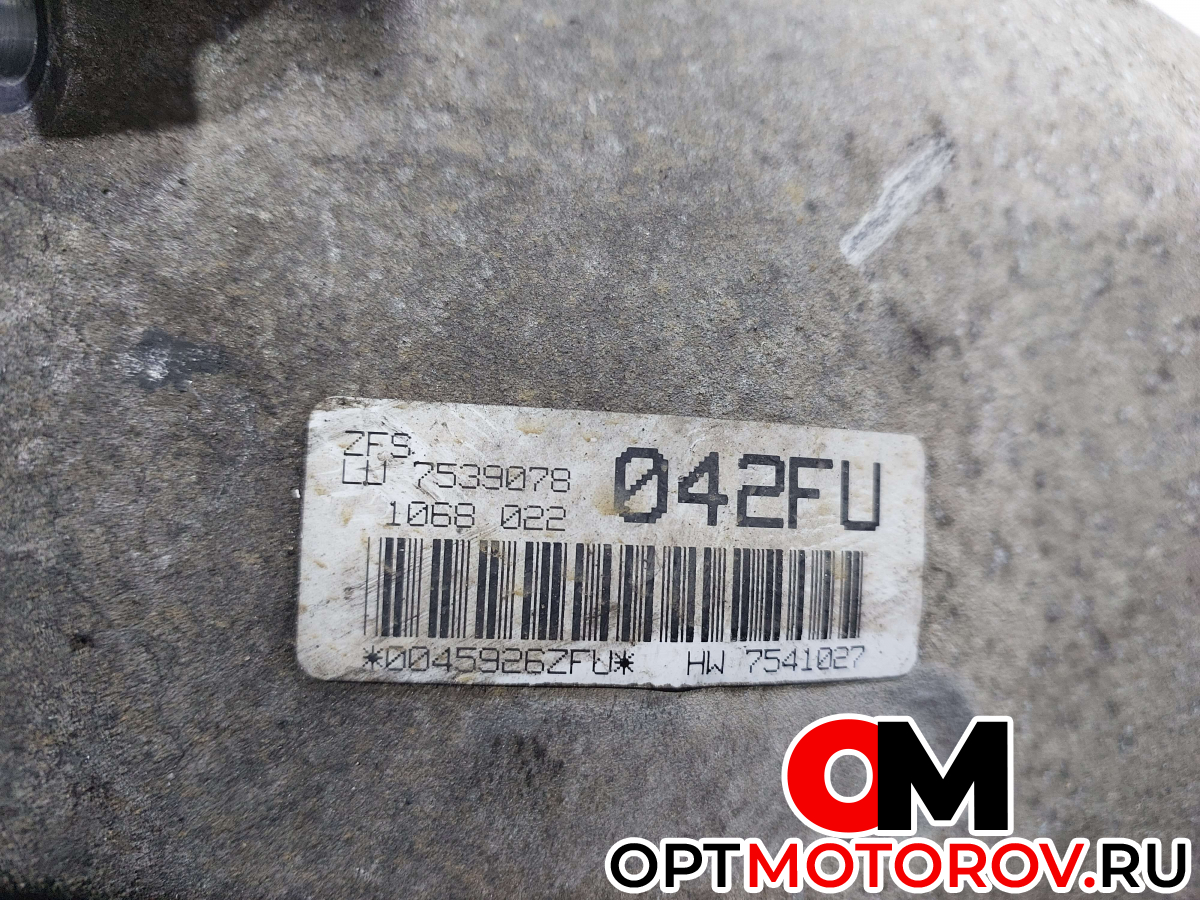 ZFS
LU 7539078
1068 022
042FU
*0045926ZFU*
HW 7541027
OM
OPTMOTOROV.RU